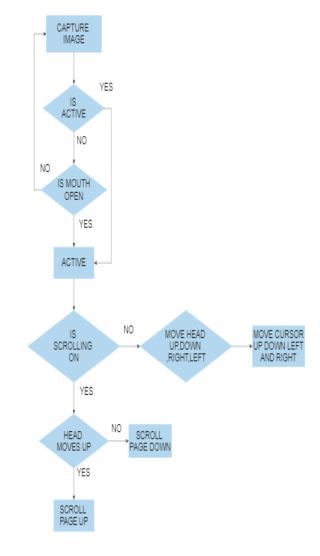 CAPTURE
IMAGE
YES
IS
ACTIVE
NO
NO
IS MOUTH
OPEN
YES
ACTIVE
IS
SCROLLING
ON
NO
MOVE HEAD
UP,DOWN
,RIGHT,LEFT
MOVE CURSOR
UP DOWN LEFT
AND RIGHT
YES
HEAD
MOVES UP
NO
SCROLL
PAGE DOWN
YES
SCROLL
PAGE UP